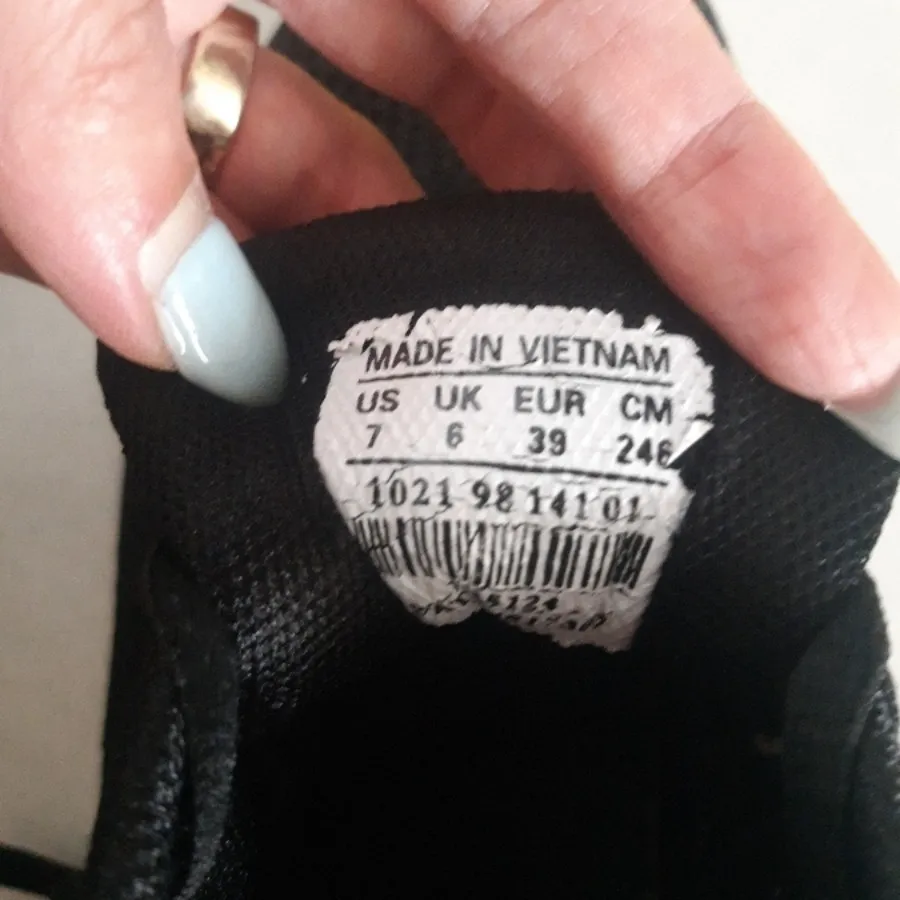 MADE IN VIETNAM
US UK EUR CM
7 6 39 246
1021 98 141 01